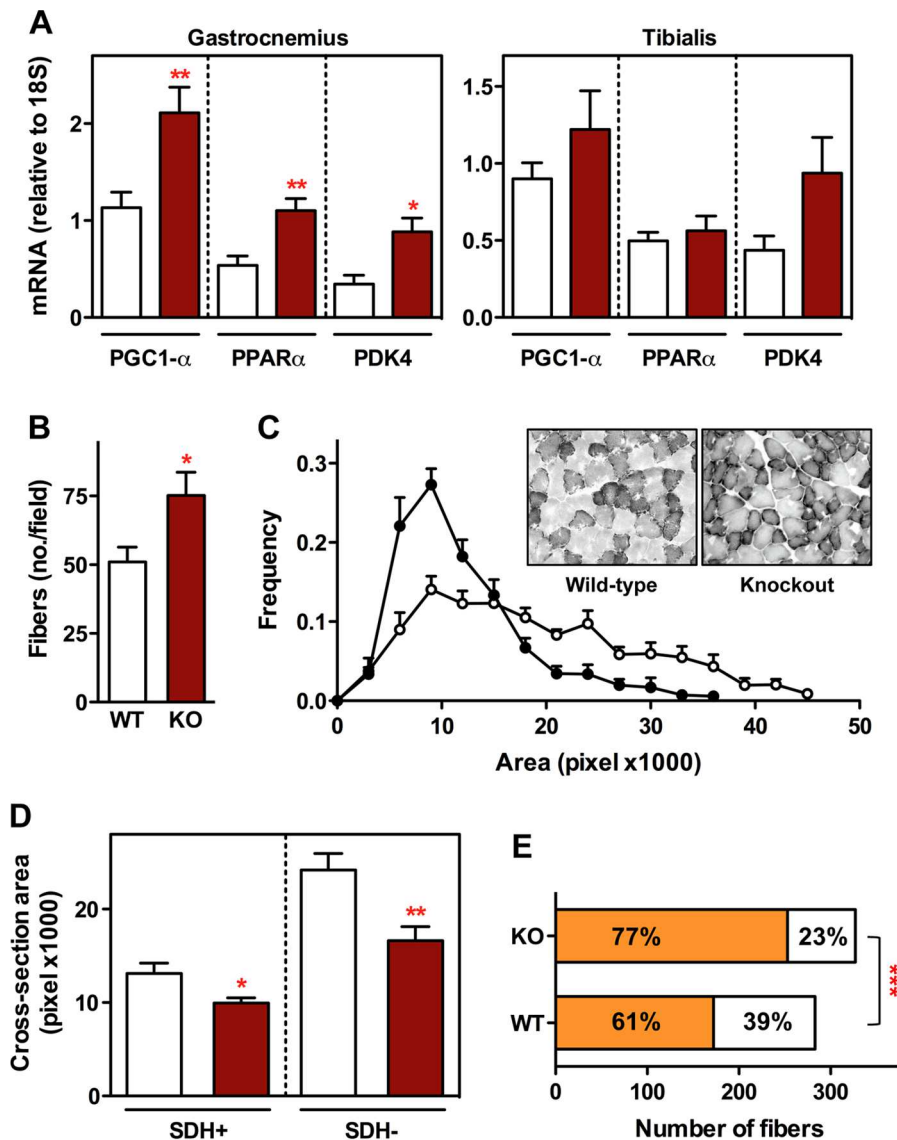 A
Gastrocnemius
Tibialis
mRNA (relative to 18S)
2
1
0
**
**
*
PGC1-α
PPARα
PDK4
1.5
1.0
0.5
0.0
PGC1-α
PPARα
PDK4
B
Fibers (no./field)
75
50
25
0
*
WT
KO
C
Frequency
0.3
0.2
0.1
0.0
Wild-type
Knockout
0
10
20
30
40
50
Area (pixel x1000)
D
Cross-section area
(pixel x1000)
20
10
0
*
**
SDH+
SDH-
E
KO
77%
23%
WT
61%
39%
***
0
100
200
300
Number of fibers